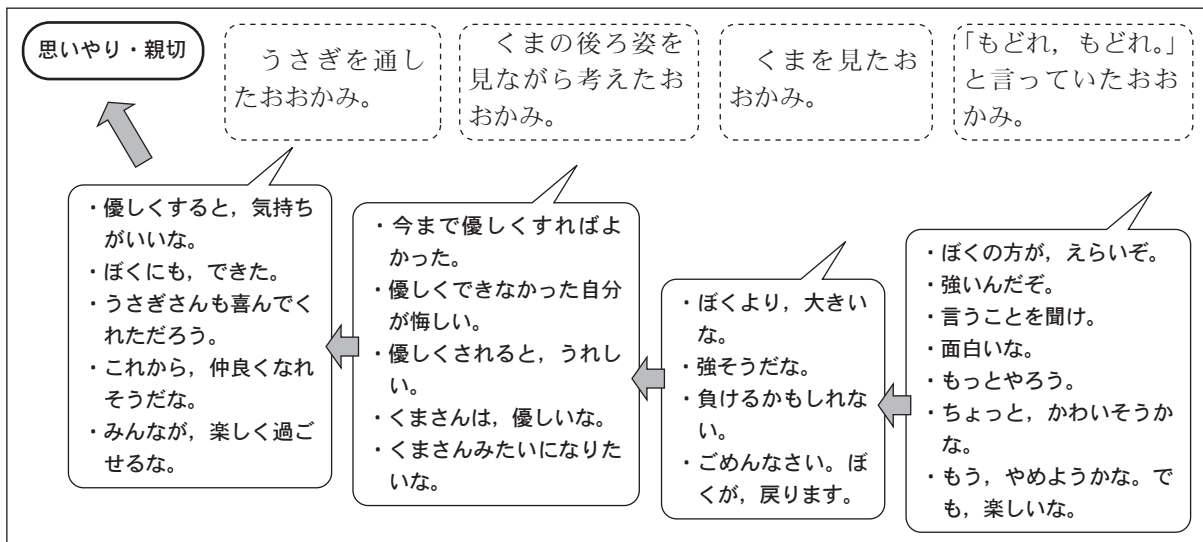 思いやり・親切
「もどれ，もどれ。」
と言っていたおお
かみ。
・ぼくの方が，えらいぞ。
・強いんだぞ。
・言うことを聞け。
・面白いな。
・もっとやろう。
・ちょっと，かわいそうか
な。
・もう，やめようかな。で
も，楽しいな。
くまを見たお
おかみ。
・ぼくより，大きい
な。
・強そうだな。
・負けるかもしれな
い。
・ごめんなさい。ぼ
くが，戻ります。
くまの後ろ姿を
見ながら考えたお
おかみ。
・今まで優しくすればよ
かった。
・優しくできなかった自分
が悔しい。
・優しくされると，うれし
い。
・くまさんは，優しいな。
・くまさんみたいになりた
いな。
うさぎを通し
たおおかみ。
・優しくすると，気持ち
がいいな。
・ぼくにも，できた。
・うさぎさんも喜んでく
れただろう。
・これから，仲良くなれ
そうだな。
・みんなが，楽しく過ご
せるな。